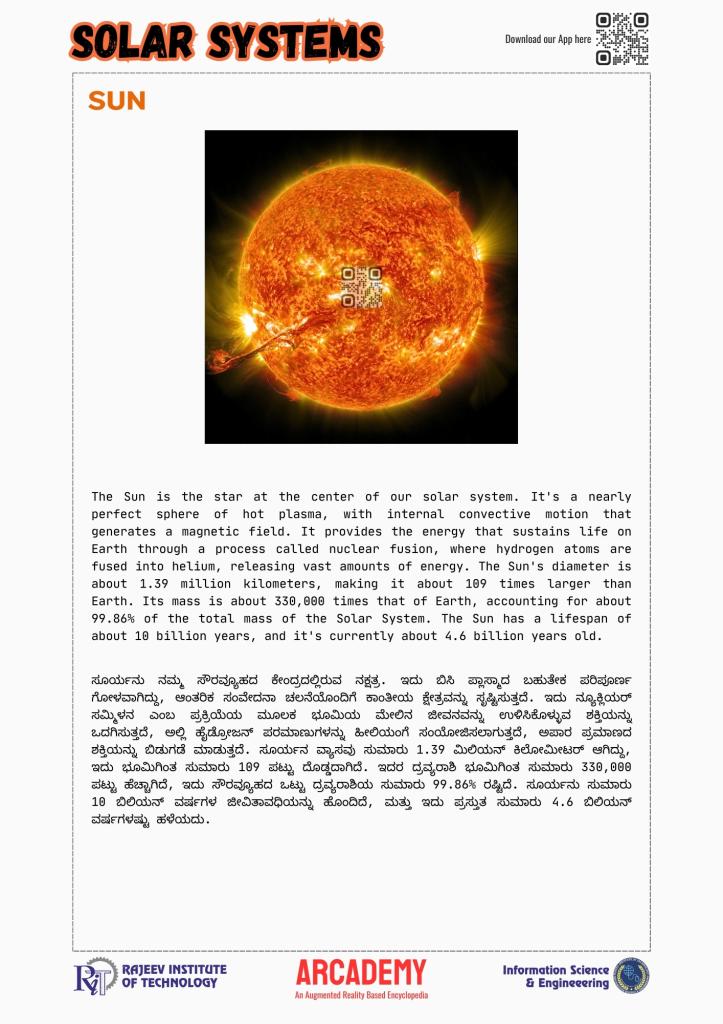 SOLAR SYSTEMS
Download our App here
SUN
The Sun is the star at the center of our solar system. It's a nearly
perfect sphere of hot plasma, with internal convective motion that
generates a magnetic field. It provides the energy that sustains life on
Earth through a process called nuclear fusion, where hydrogen atoms are
fused into helium, releasing vast amounts of energy. The Sun's diameter is
about 1.39 million kilometers, making it about 109 times larger than
Earth. Its mass is about 330,000 times that of Earth, accounting for about
99.86% of the total mass of the Solar System. The Sun has a lifespan of
about 10 billion years, and it's currently about 4.6 billion years old.
ಸೂರ್ಯನು ನಮ್ಮ ಸೌರವ್ಯೂಹದ ಕೇಂದ್ರದಲ್ಲಿರುವ ನಕ್ಷತ್ರ. ಇದು ಬಿಸಿ ಪ್ಲಾಸ್ಮಾದ ಬಹುತೇಕ ಪರಿಪೂರ್ಣ
ಗೋಳವಾಗಿದ್ದು, ಆಂತರಿಕ ಸಂವೇದನಾ ಚಲನೆಯೊಂದಿಗೆ ಕಾಂತೀಯ ಕ್ಷೇತ್ರವನ್ನು ಸೃಷ್ಟಿಸುತ್ತದೆ. ಇದು ನ್ಯೂಕ್ಲಿಯರ್
ಸಮ್ಮಿಳನ ಎಂಬ ಪ್ರಕ್ರಿಯೆಯ ಮೂಲಕ ಭೂಮಿಯ ಮೇಲಿನ ಜೀವನವನ್ನು ಉಳಿಸಿಕೊಳ್ಳುವ ಶಕ್ತಿಯನ್ನು
ಒದಗಿಸುತ್ತದೆ, ಅಲ್ಲಿ ಹೈಡ್ರೋಜನ್ ಪರಮಾಣುಗಳನ್ನು ಹೀಲಿಯಂಗೆ ಸಂಯೋಜಿಸಲಾಗುತ್ತದೆ, ಅಪಾರ ಪ್ರಮಾಣದ
ಶಕ್ತಿಯನ್ನು ಬಿಡುಗಡೆ ಮಾಡುತ್ತದೆ. ಸೂರ್ಯನ ವ್ಯಾಸವು ಸುಮಾರು 1.39 ಮಿಲಿಯನ್ ಕಿಲೋಮೀಟರ್ ಆಗಿದ್ದು,
ಇದು ಭೂಮಿಗಿಂತ ಸುಮಾರು 109 ಪಟ್ಟು ದೊಡ್ಡದಾಗಿದೆ. ಇದರ ದ್ರವ್ಯರಾಶಿ ಭೂಮಿಗಿಂತ ಸುಮಾರು 330,000
ಪಟ್ಟು ಹೆಚ್ಚಾಗಿದೆ, ಇದು ಸೌರವ್ಯೂಹದ ಒಟ್ಟು ದ್ರವ್ಯರಾಶಿಯ ಸುಮಾರು 99.86% ರಷ್ಟಿದೆ. ಸೂರ್ಯನು ಸುಮಾರು
10 ಬಿಲಿಯನ್ ವರ್ಷಗಳ ಜೀವಿತಾವಧಿಯನ್ನು ಹೊಂದಿದೆ, ಮತ್ತು ಇದು ಪ್ರಸ್ತುತ ಸುಮಾರು 4.6 ಬಿಲಿಯನ್
ವರ್ಷಗಳಷ್ಟು ಹಳೆಯದು.
RiT RAJEEV INSTITUTE
OF TECHNOLOGY
ARCADEMY
An Augmented Reality Based Encyclopedia
Information Science
& Engineeering